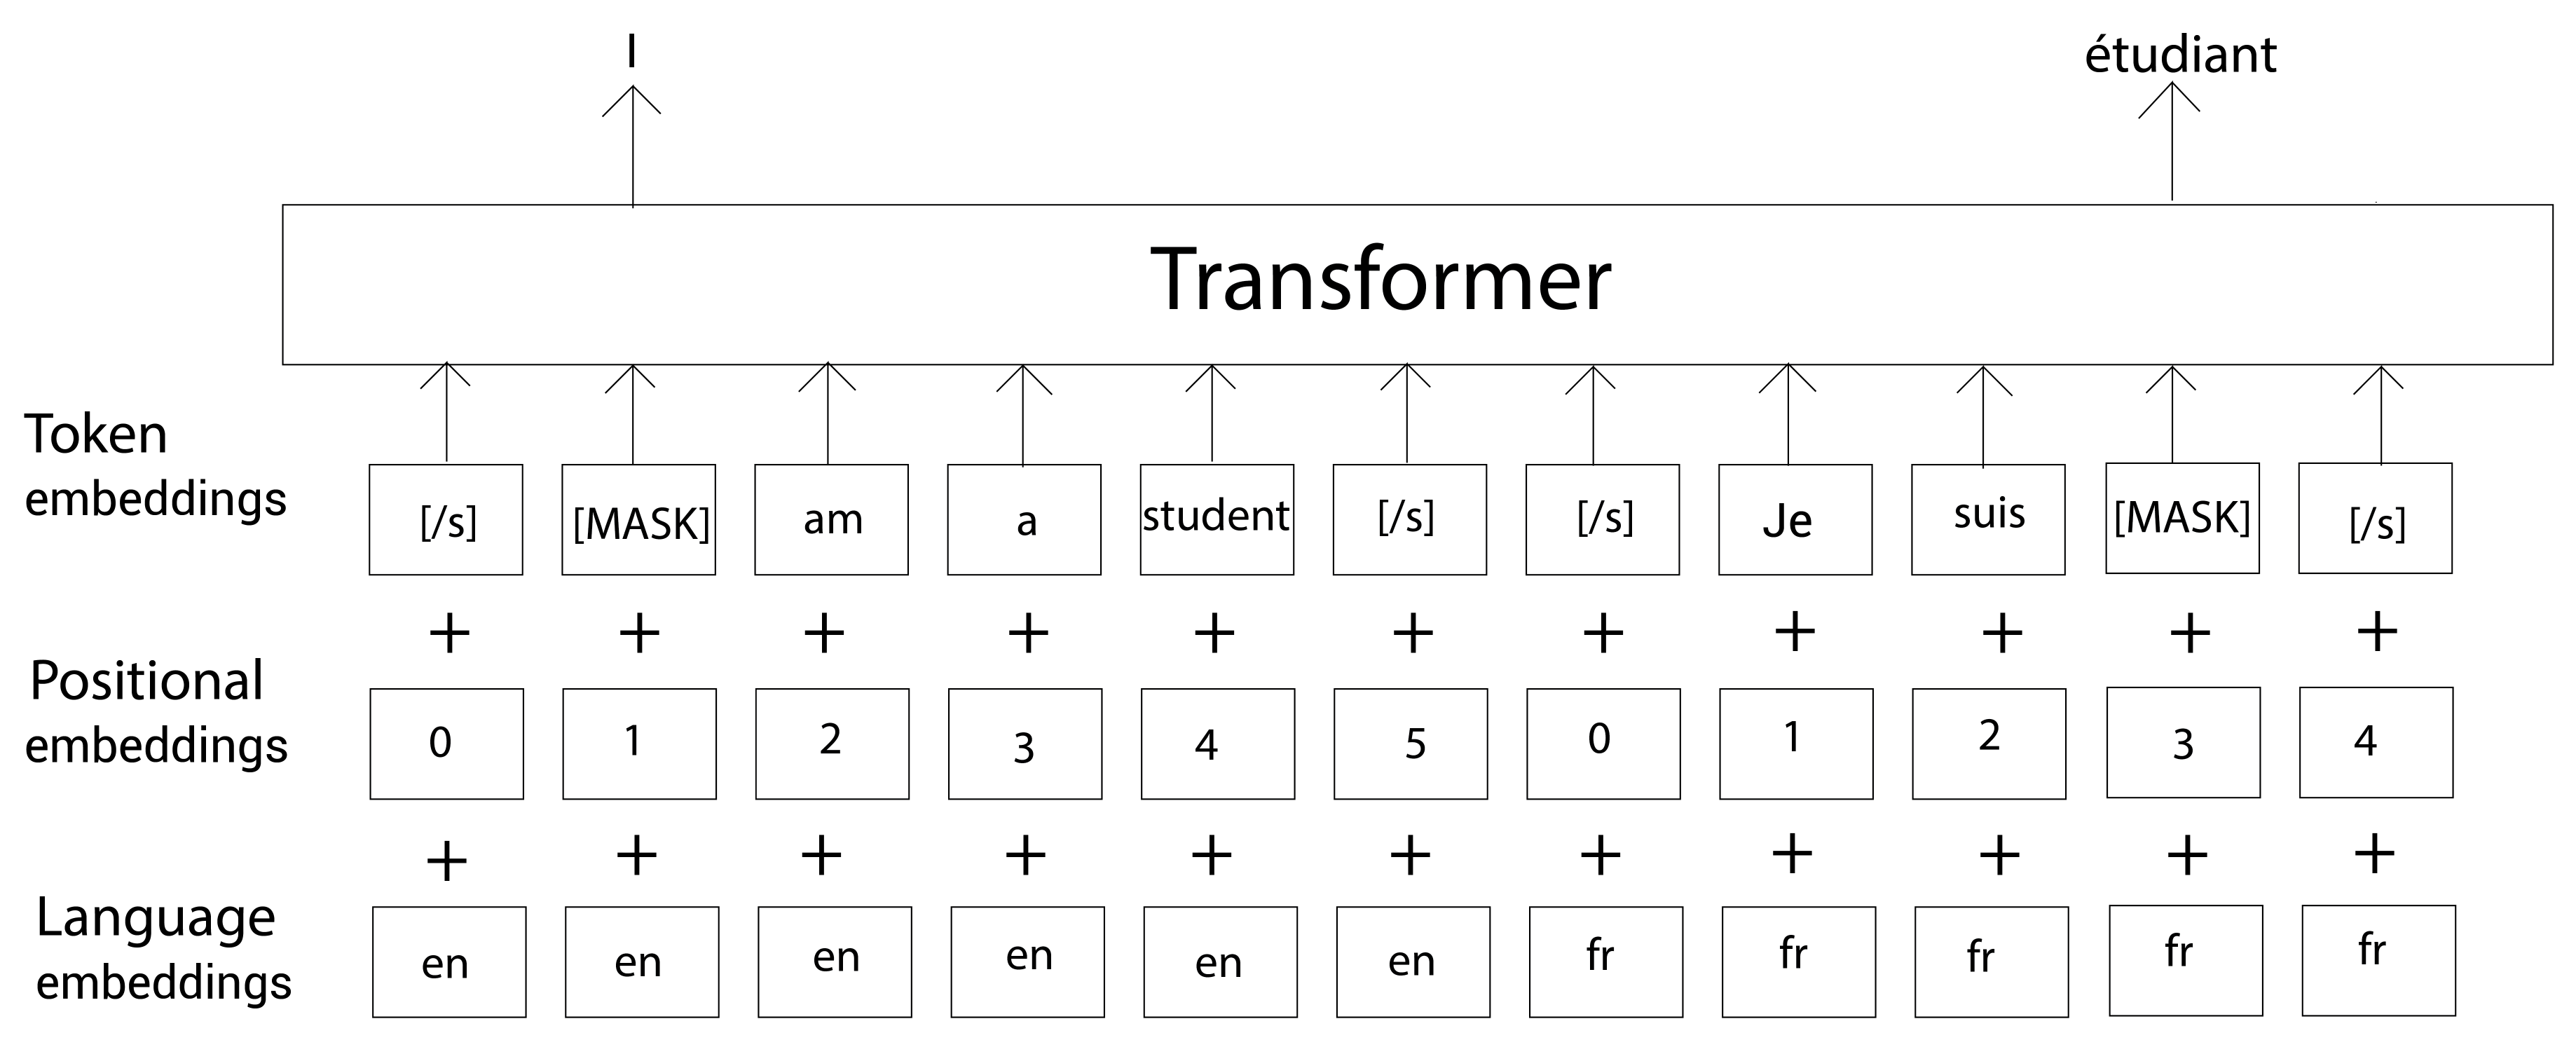 I étudiant
Transformer
Token
embeddings
[/s] [MASK] am a student [/s] [/s] Je suis [MASK] [/s]
+ + + + + + + + + + +
Positional
embeddings
0 1 2 3 4 5 0 1 2 3 4
+ + + + + + + + + + +
Language
embeddings
en en en en en en fr fr fr fr fr